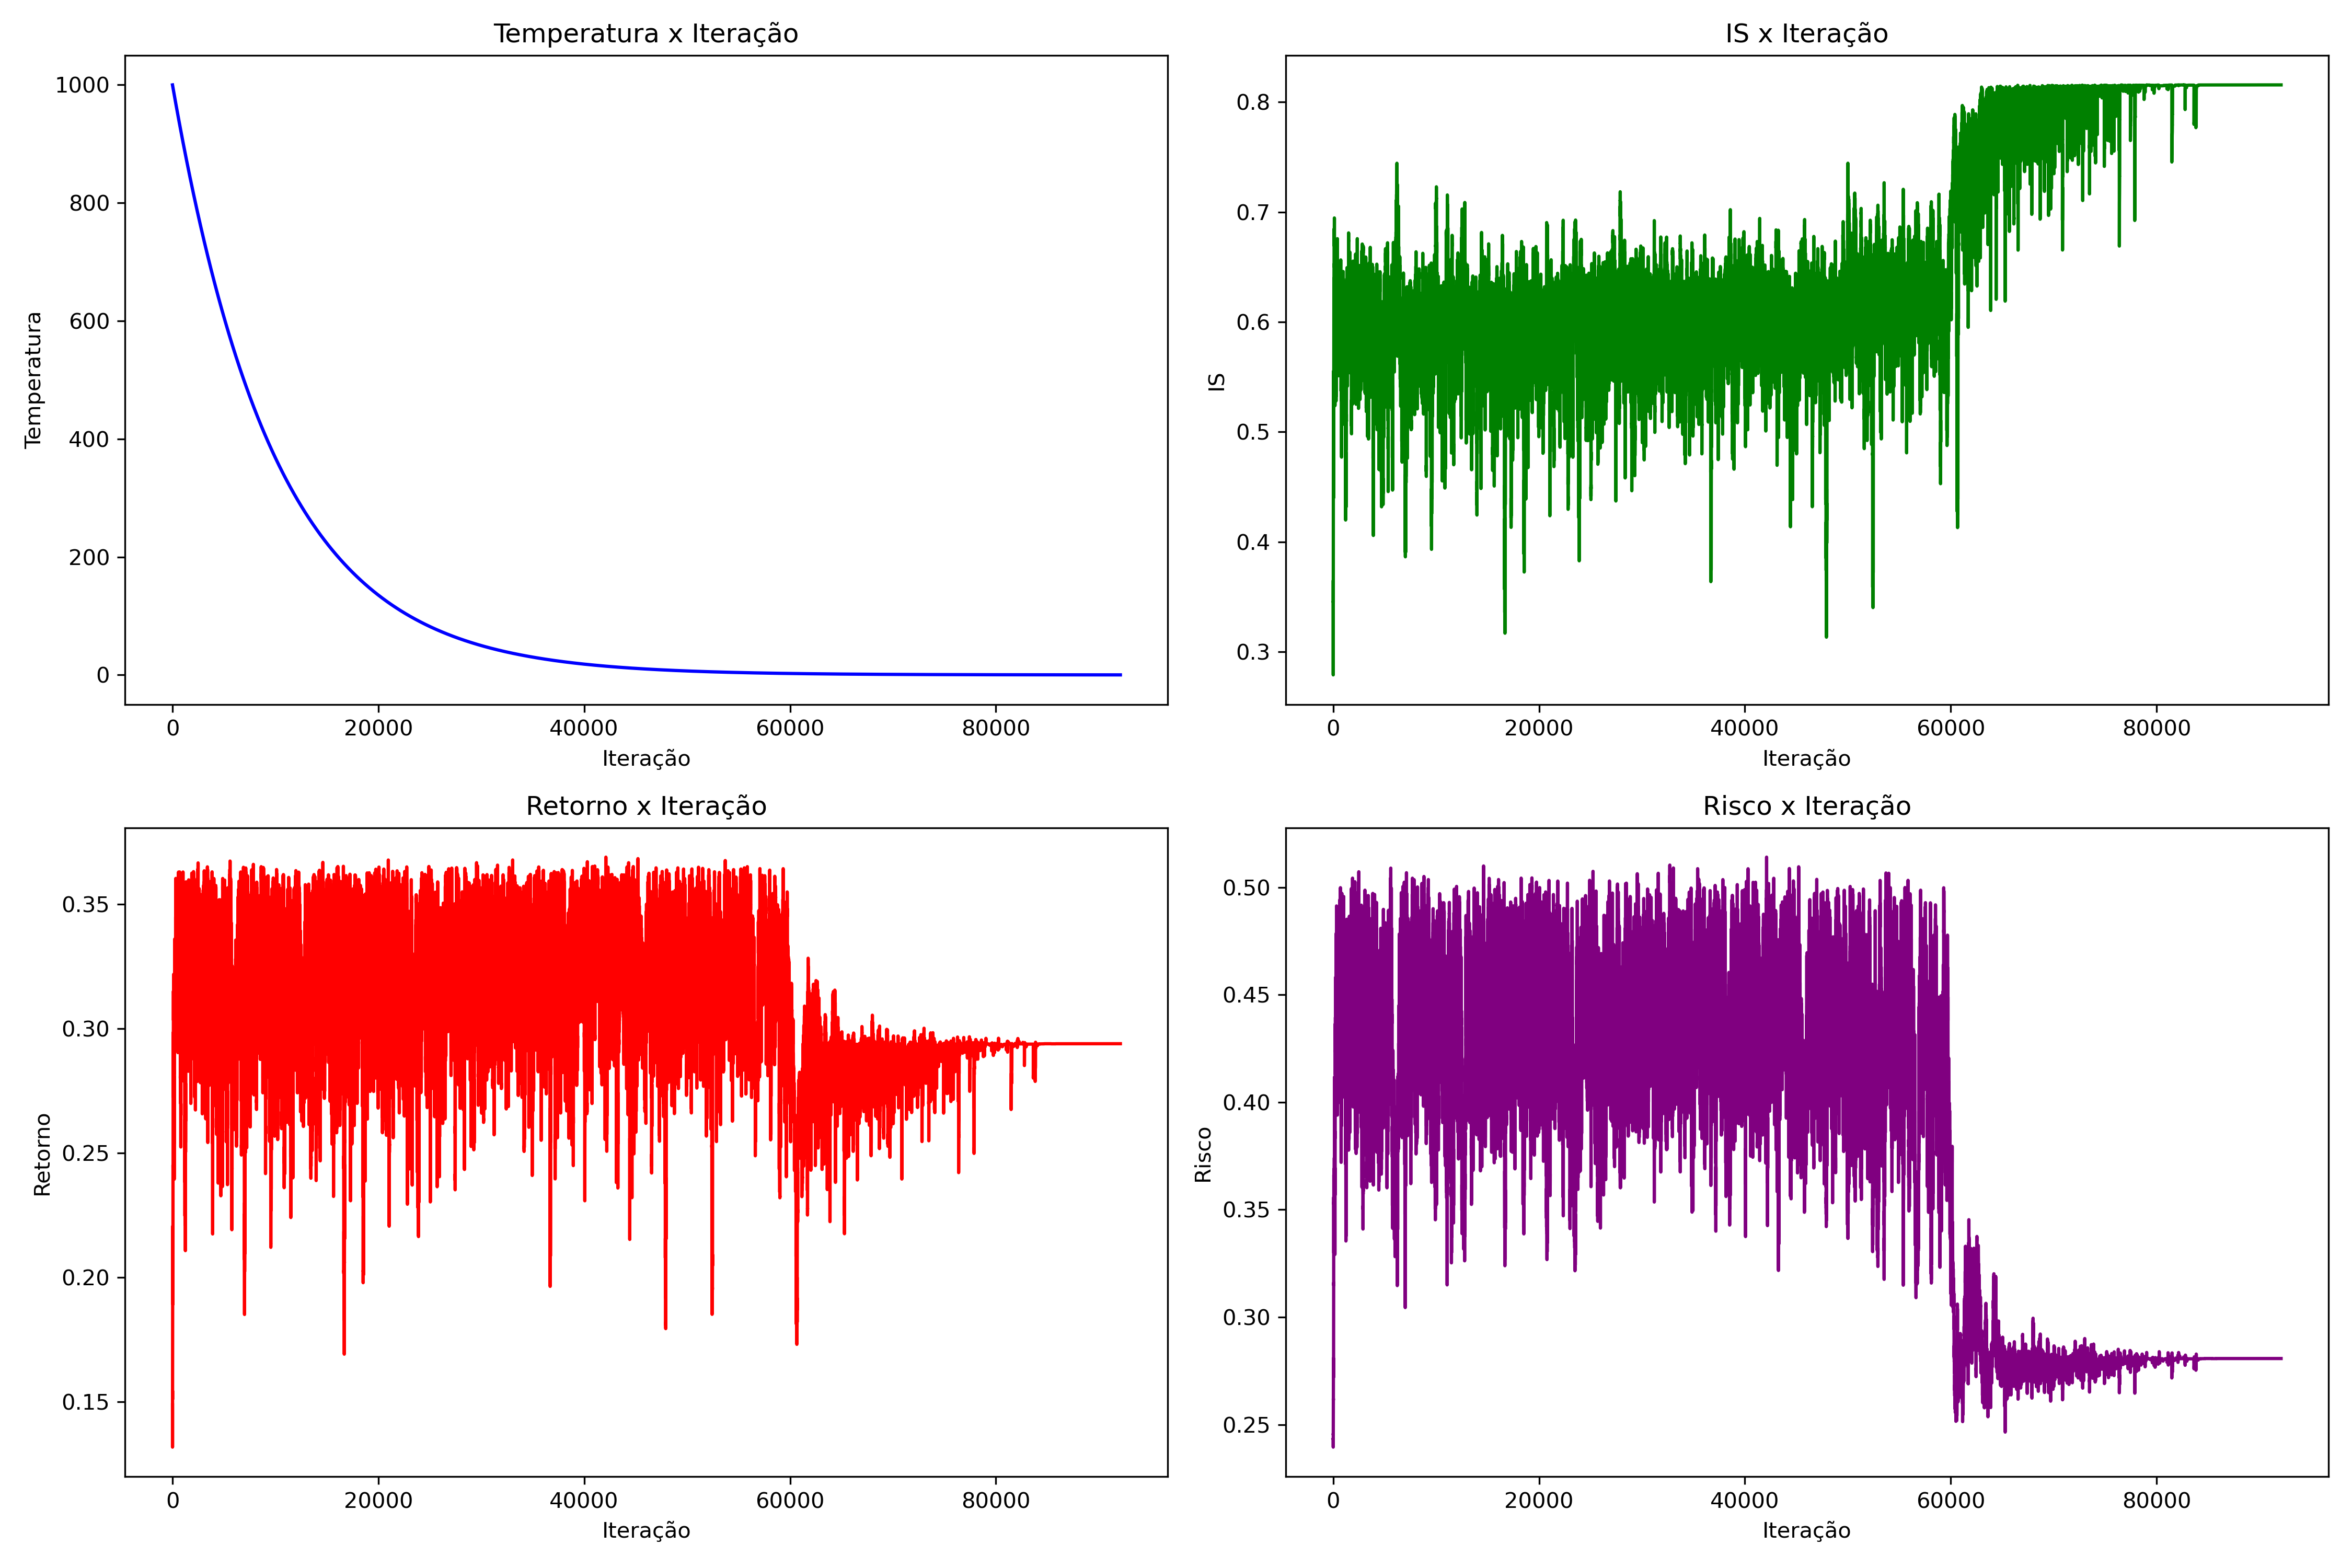 Temperatura x Iteração
1000
800
600
400
200
0
Temperatura
0 20000 40000 60000 80000
Iteração
IS x Iteração
0.8
0.7
0.6
0.5
0.4
0.3
IS
0 20000 40000 60000 80000
Iteração
Retorno x Iteração
0.35
0.30
0.25
0.20
0.15
Retorno
0 20000 40000 60000 80000
Iteração
Risco x Iteração
0.50
0.45
0.40
0.35
0.30
0.25
Risco
0 20000 40000 60000 80000
Iteração